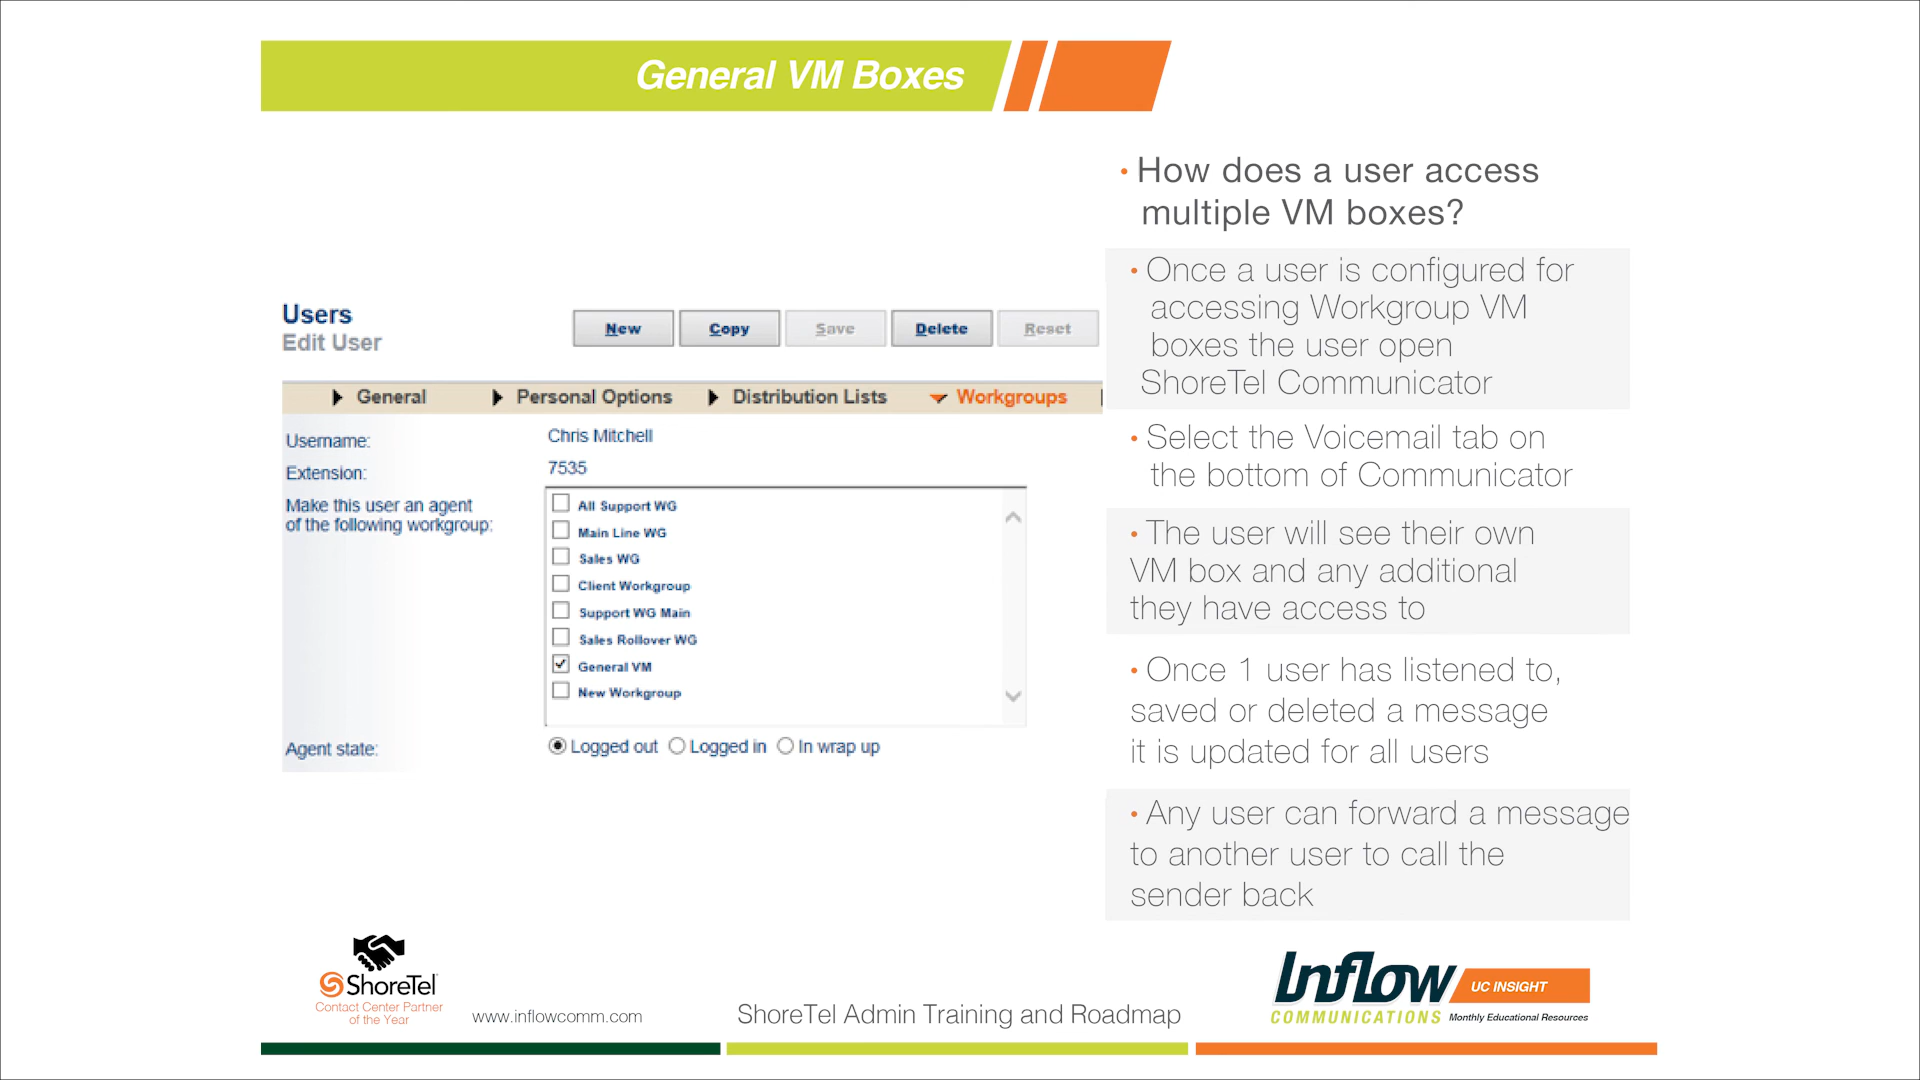 General VM Boxes
• How does a user access
multiple VM boxes?
• Once a user is configured for
accessing Workgroup VM
boxes the user open
ShoreTel Communicator
• Select the Voicemail tab on
the bottom of Communicator
• The user will see their own
VM box and any additional
they have access to
• Once 1 user has listened to,
saved or deleted a message
it is updated for all users
• Any user can forward a message
to another user to call the
sender back
Users
Edit User
New Copy Save Delete Reset
General Personal Options Distribution Lists Workgroups
Username: Chris Mitchell
Extension: 7535
Make this user an agent
of the following workgroup:
All Support WG
Main Line WG
Sales WG
Client Workgroup
Support WG Main
Sales Rollover WG
General VM
New Workgroup
Agent state: Logged out Logged in In wrap up
ShoreTel
Contact Center Partner
of the Year
www.inflowcomm.com
ShoreTel Admin Training and Roadmap
Inflow
COMMUNICATIONS
UC INSIGHT
Monthly Educational Resources